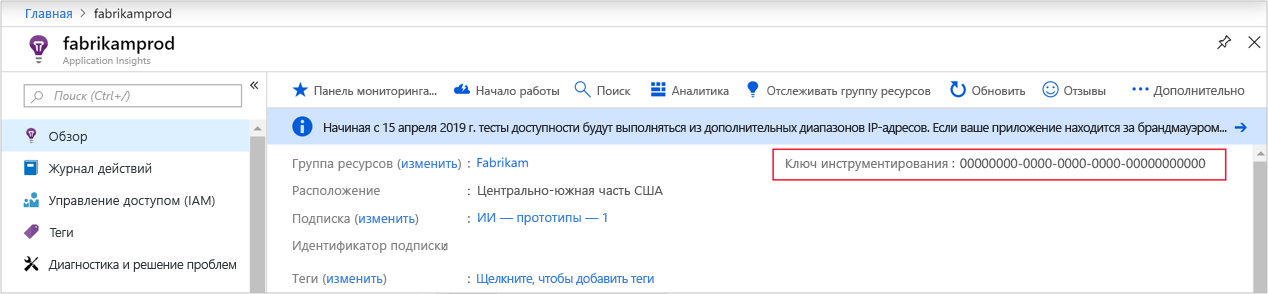 Главная > fabrikamprod
fabrikamprod
Application Insights
Поиск (Ctrl+/)
«
Обзор
Журнал действий
Управление доступом (IAM)
Теги
Диагностика и решение проблем
Панель мониторинга... Начало работы Поиск Аналитика Отслеживать группу ресурсов Обновить Отзывы ··· Дополнительно
Начиная с 15 апреля 2019 г. тесты доступности будут выполняться из дополнительных диапазонов IP-адресов. Если ваше приложение находится за брандмауэром... →
Группа ресурсов (изменить) : Fabrikam
Ключ инструментирования : 00000000-0000-0000-0000-00000000000
Расположение : Центрально-южная часть США
Подписка (изменить) : ИИ — прототипы — 1
Идентификатор подписки
Теги (изменить) : Щелкните, чтобы добавить теги